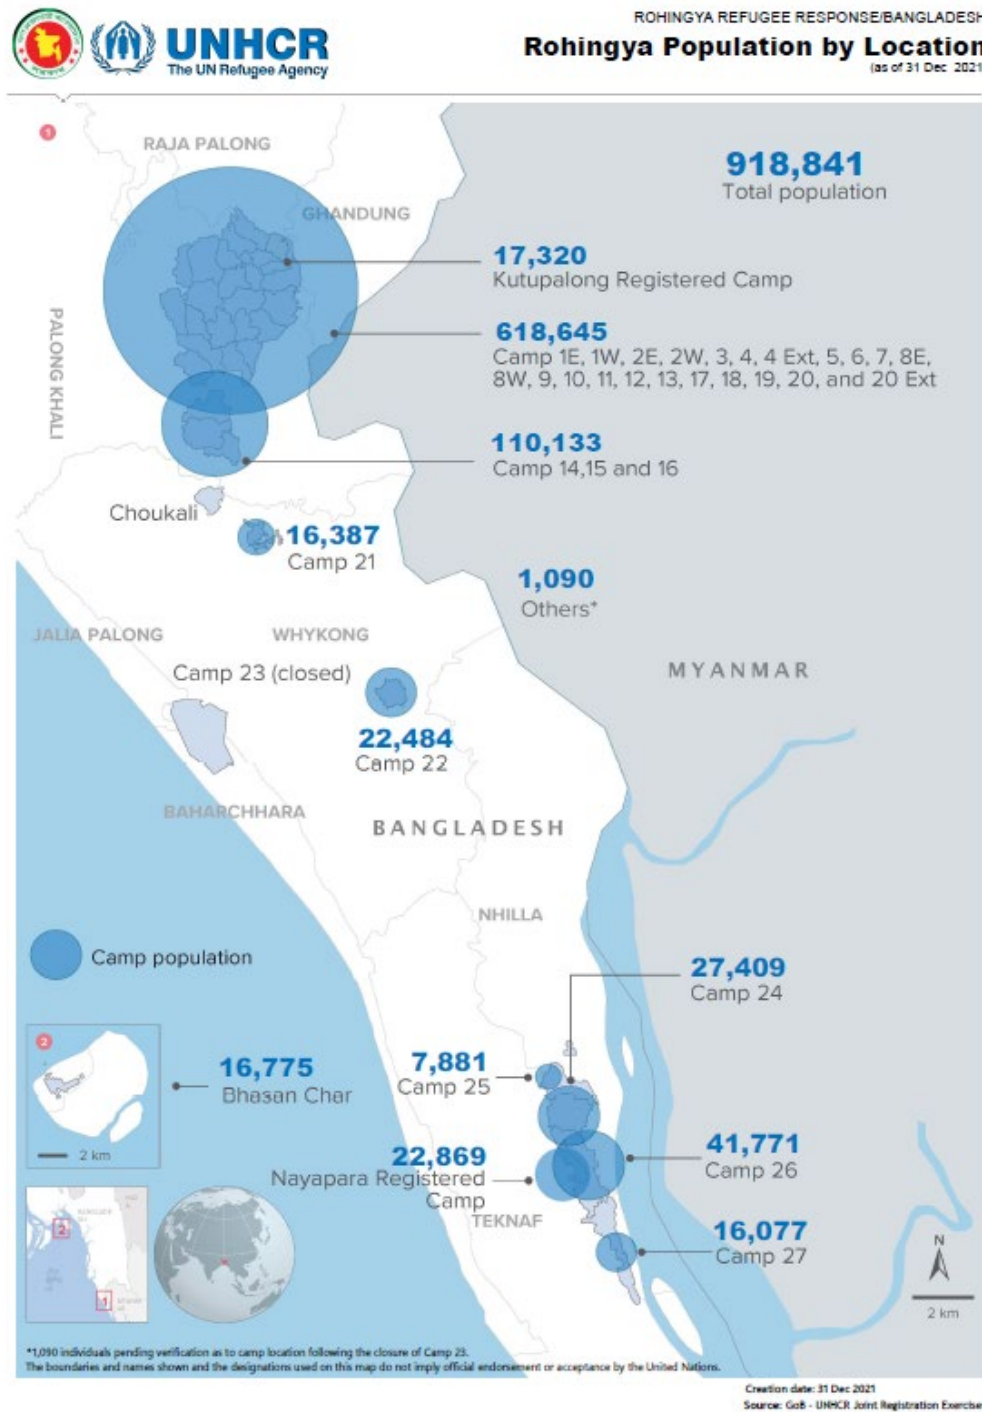 UNHCR
The UN Refugee Agency
ROHINGYA REFUGEE RESPONSE/BANGLADESH
Rohingya Population by Location
(as of 31 Dec 2021
1
RAJA PALONG
GHANDUNG
PALONG KHALI
918,841
Total population
17,320
Kutupalong Registered Camp
618,645
Camp 1E, 1W, 2E, 2W, 3, 4, 4 Ext, 5, 6, 7, 8E,
8W, 9, 10, 11, 12, 13, 17, 18, 19, 20, and 20 Ext
110,133
Camp 14,15 and 16
Choukali
16,387
Camp 21
1,090
Others*
JALIA PALONG
WHYKONG
Camp 23 (closed)
MYANMAR
22,484
Camp 22
BAHARCHHARA
BANGLADESH
NHILLA
Camp population
27,409
Camp 24
2
16,775
Bhasan Char
2 km
7,881
Camp 25
22,869
Nayapara Registered
Camp
TEKNAF
41,771
Camp 26
16,077
Camp 27
2
1
N
2 km
*1,090 individuals pending verification as to camp location following the closure of Camp 23.
The boundaries and names shown and the designations used on this map do not imply official endorsement or acceptance by the United Nations.
Creation date: 31 Dec 2021
Source: GoB - UNHCR Joint Registration Exercise